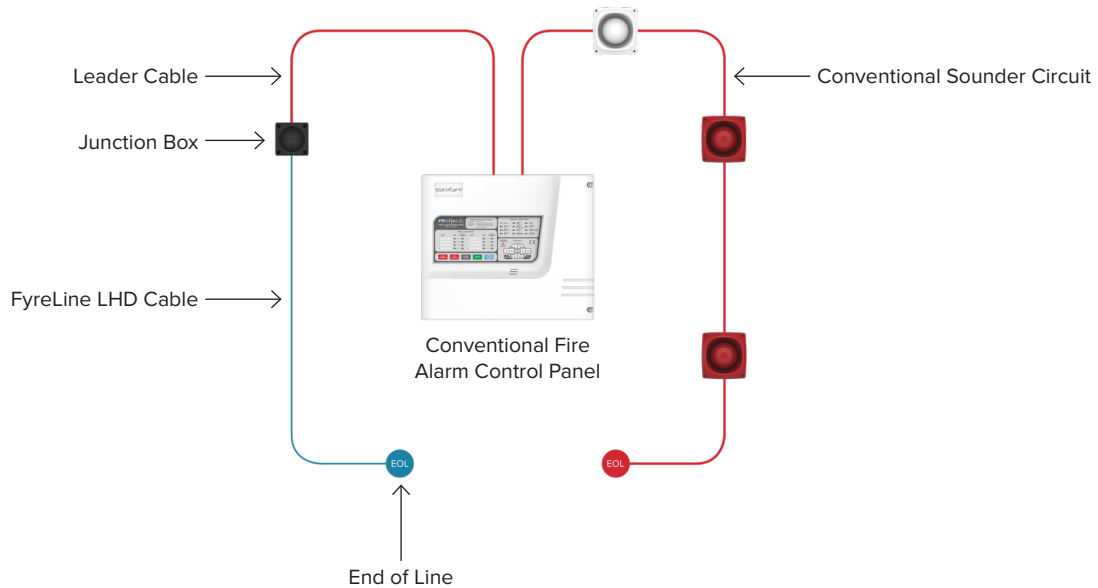 Leader Cable
Conventional Sounder Circuit
Junction Box
FyreLine LHD Cable
Conventional Fire
Alarm Control Panel
EOL
EOL
End of Line